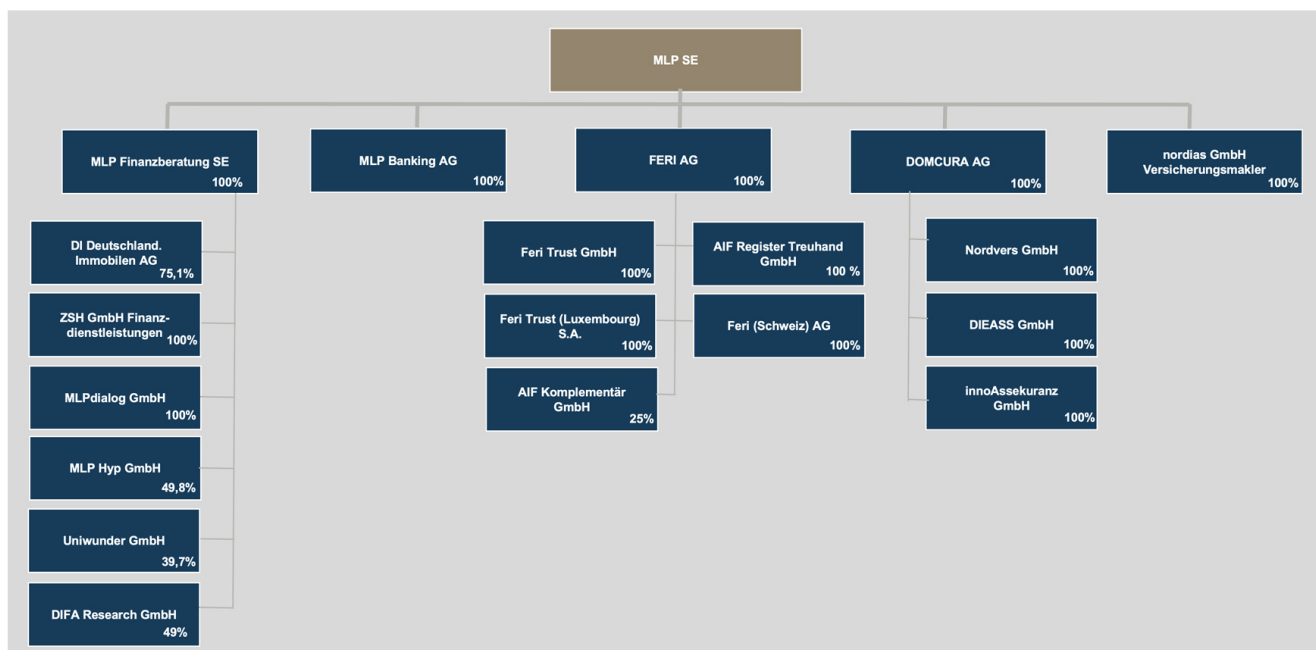 MLP SE
MLP Finanzberatung SE
100%
MLP Banking AG
100%
FERI AG
100%
DOMCURA AG
100%
nordias GmbH
Versicherungsmakler
100%
DI Deutschland.
Immobilen AG
75,1%
ZSH GmbH Finanz-
dienstleistungen
100%
MLPdialog GmbH
100%
MLP Hyp GmbH
49,8%
Uniwunder GmbH
39,7%
DIFA Research GmbH
49%
Feri Trust GmbH
100%
AIF Register Treuhand
GmbH
100 %
Feri Trust (Luxembourg)
S.A.
100%
Feri (Schweiz) AG
100%
AIF Komplementär
GmbH
25%
Nordvers GmbH
100%
DIEASS GmbH
100%
innoAssekuranz
GmbH
100%